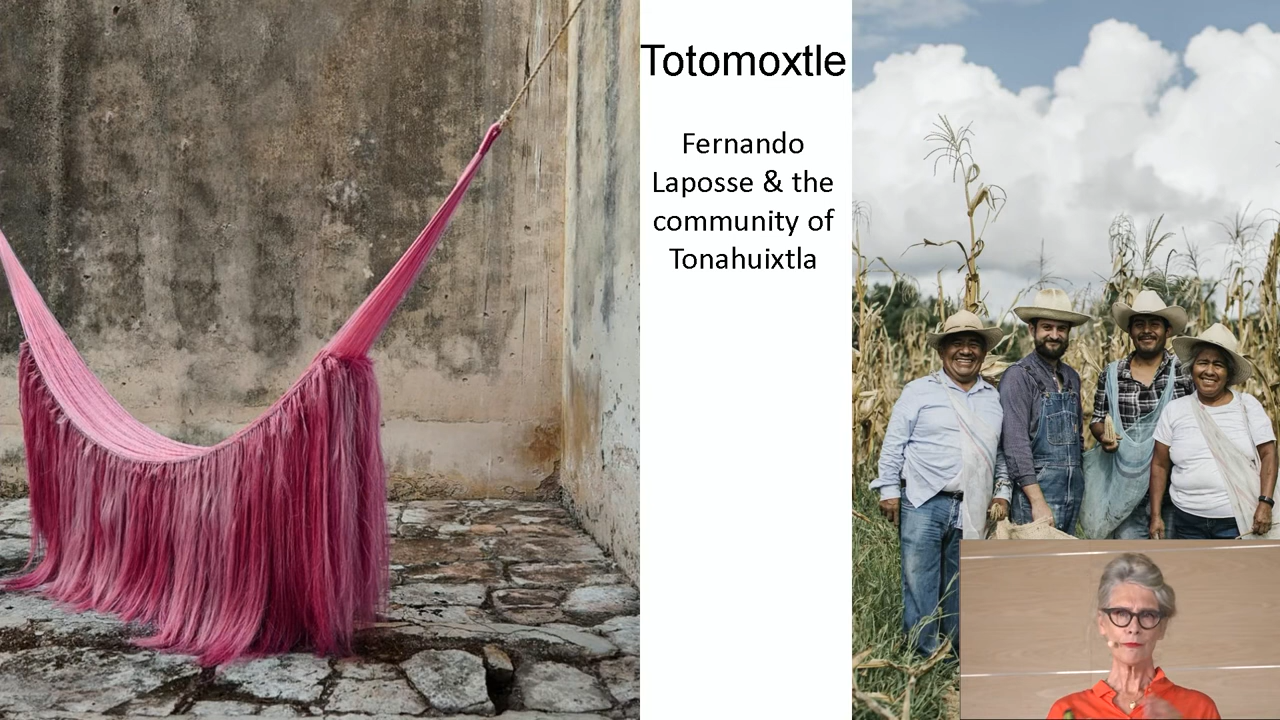 Totomoxtle
Fernando
Laposse & the
community of
Tonahuixtla